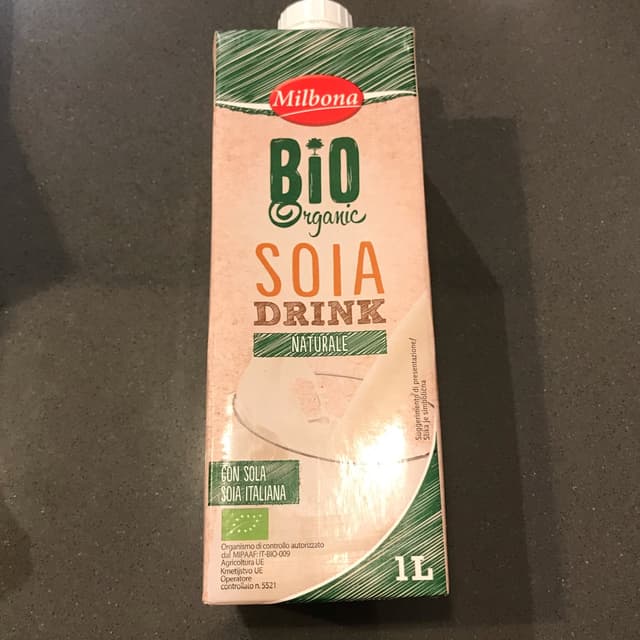 Milbona
BiO
Organic
SOIA
DRINK
NATURALE
Suggerimento di presentazione/
Slika je simbolična
CON SOLA
SOIA ITALIANA
Organismo di controllo autorizzato
dal MIPAAF: IT-BIO-009
Agricoltura UE
Kmetijstvo UE
Operatore
controllato n. 5521
1L